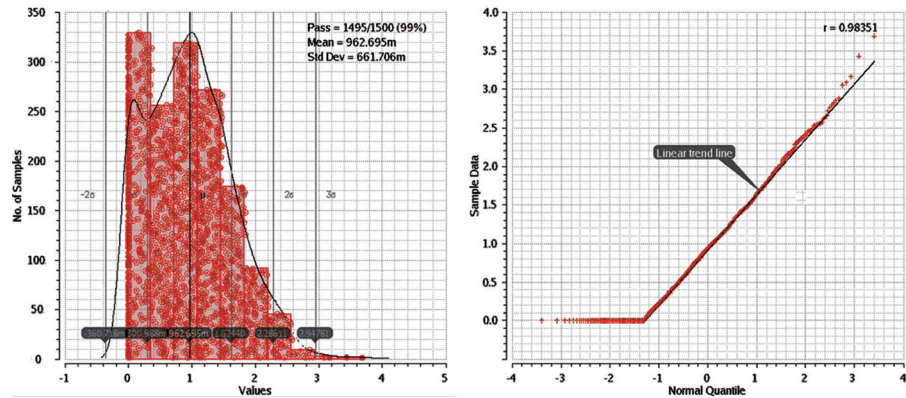 350
300
250
200
150
100
50
0
No. of Samples
Pass = 1495/1500 (99%)
Mean = 962.695m
Std Dev = 661.706m
-2σ
μ
2σ
3σ
962.695m
2.94781
-1
0
1
2
3
4
5
Values
4.0
3.5
3.0
2.5
2.0
1.5
1.0
0.5
0.0
Sample Data
r = 0.98351
Linear trend line
-4
-3
-2
-1
0
1
2
3
4
Normal Quantile